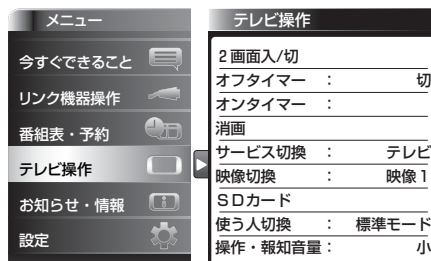 メニュー
今すぐできること
リンク機器操作
番組表・予約
テレビ操作
お知らせ・情報
設定
テレビ操作
2画面入/切
オフタイマー : 切
オンタイマー :
消画
サービス切換 : テレビ
映像切換 : 映像1
SDカード
使う人切換 : 標準モード
操作・報知音量 : 小